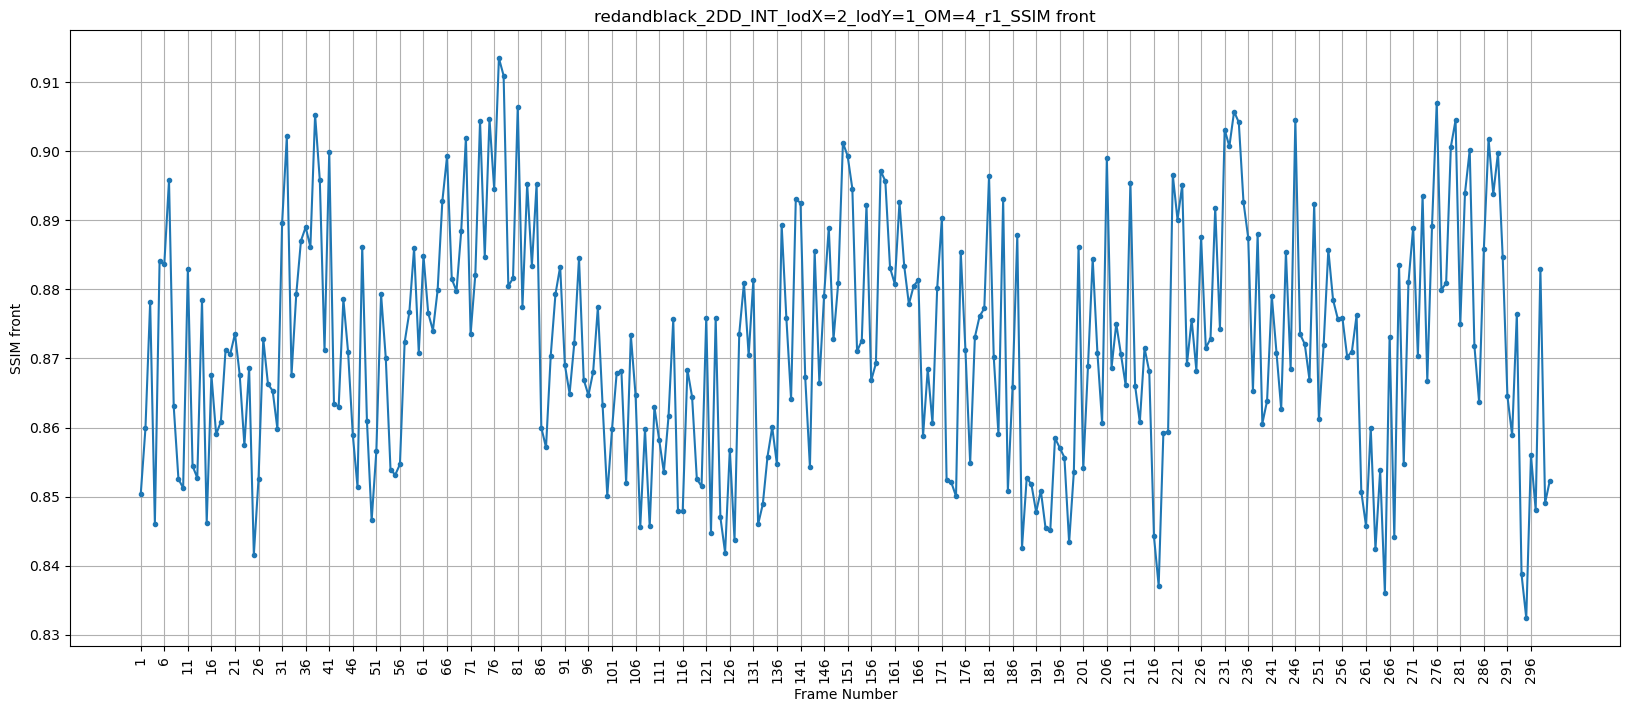 redandblack_2DD_INT_lodX=2_lodY=1_OM=4_r1_SSIM front
SSIM front
0.91
0.90
0.89
0.88
0.87
0.86
0.85
0.84
0.83
1 6 11 16 21 26 31 36 41 46 51 56 61 66 71 76 81 86 91 96 101 106 111 116 121 126 131 136 141 146 151 156 161 166 171 176 181 186 191 196 201 206 211 216 221 226 231 236 241 246 251 256 261 266 271 276 281 286 291 296
Frame Number